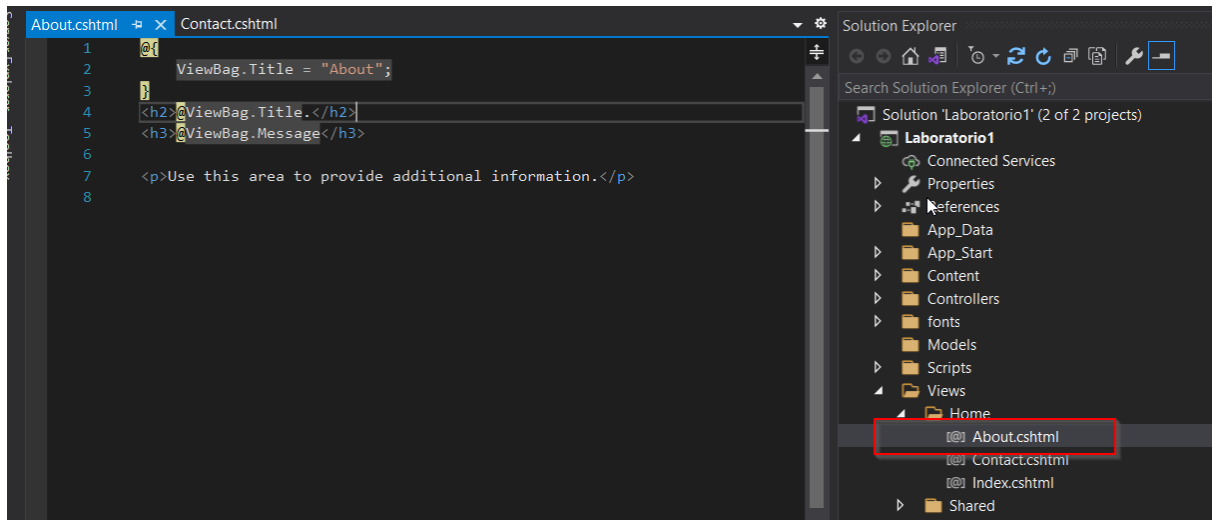 About.cshtml
Contact.cshtml
1 @{
2 ViewBag.Title = "About";
3 }
4 <h2>@ViewBag.Title.</h2>
5 <h3>@ViewBag.Message</h3>
6
7 <p>Use this area to provide additional information.</p>
8
Solution Explorer
Search Solution Explorer (Ctrl+;)
Solution 'Laboratorio1' (2 of 2 projects)
Laboratorio1
Connected Services
Properties
References
App_Data
App_Start
Content
Controllers
fonts
Models
Scripts
Views
Home
[@] About.cshtml
[@] Contact.cshtml
[@] Index.cshtml
Shared